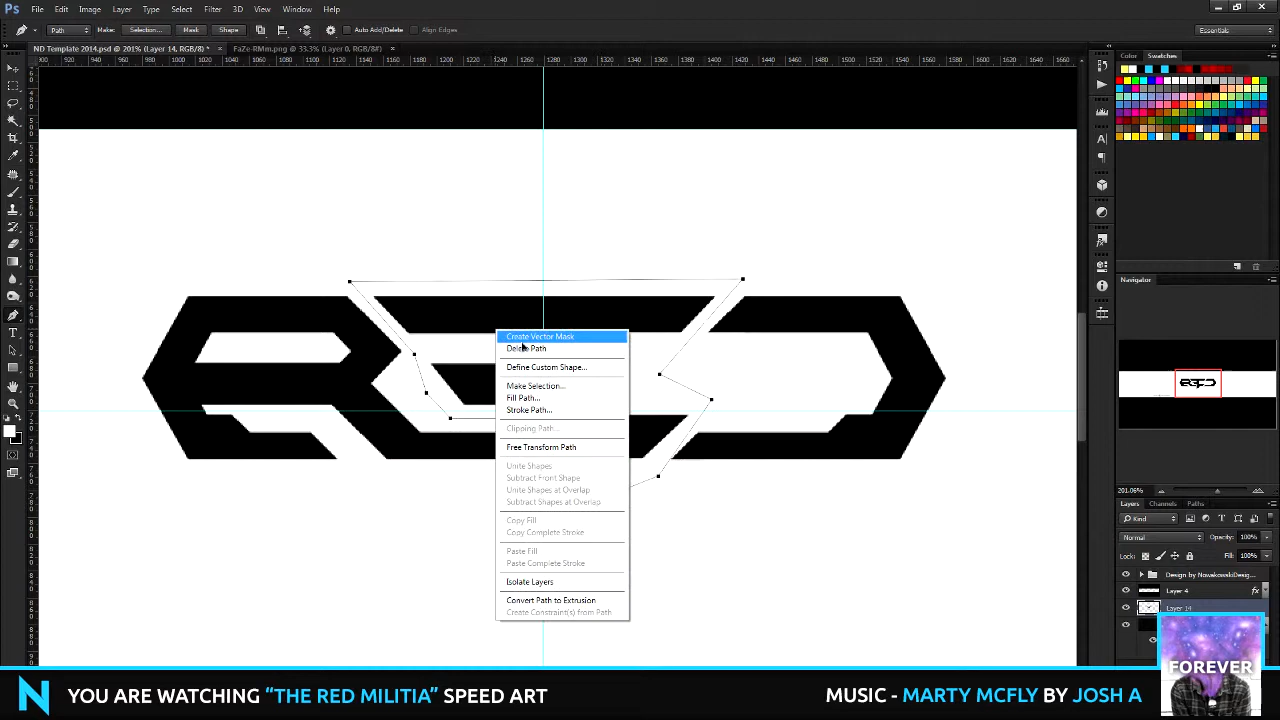 Ps File Edit Image Layer Type Select Filter 3D View Window Help
Path Make: Selection... Mask Shape Auto Add/Delete Align Edges Essentials
ND Template 2014.psd @ 201% (Layer 14, RGB/8) * × FaZe-RMm.png @ 33.3% (Layer 0, RGB/8#) ×
Color Swatches
Create Vector Mask
Delete Path
Define Custom Shape...
Make Selection...
Fill Path...
Stroke Path...
Clipping Path...
Free Transform Path
Unite Shapes
Subtract Front Shape
Unite Shapes at Overlap
Subtract Shapes at Overlap
Copy Fill
Copy Complete Stroke
Paste Fill
Paste Complete Stroke
Isolate Layers
Convert Path to Extrusion
Create Constraint(s) from Path
Navigator
201.06%
Layers Channels Paths
Kind
Normal Opacity: 100%
Lock: Fill: 100%
Design by NowakowskiDesig...
Layer 4 fx
Layer 14
FOREVER
N YOU ARE WATCHING “THE RED MILITIA” SPEED ART
MUSIC - MARTY MCFLY BY JOSH A